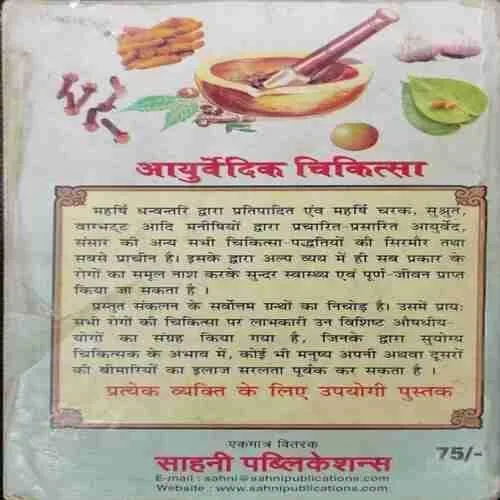 आयुर्वेदिक चिकित्सा
महर्षि धन्वन्तरि द्वारा प्रतिपादित एंव महर्षि चरक, सुश्रुत,
वाग्भट्ट आदि मनीषियों द्वारा प्रचारित-प्रसारित आयुर्वेद,
संसार की अन्य सभी चिकित्सा-पद्धतियों की सिरमौर तथा
सबसे प्राचीन है। इसके द्वारा अल्प व्यय में ही सब प्रकार के
रोगों का समूल नाश करके सुन्दर स्वास्थ्य एवं पूर्ण-जीवन प्राप्त
किया जा सकता है ।
प्रस्तुत संकलन के सर्वोनम ग्रन्थों का निचोड़ है। उसमें प्रायः
सभी रोगों की चिकित्सा पर लाभकारी उन विशिष्ट औषधीय-
योगों का संग्रह किया गया है, जिनके द्वारा सुयोग्य
चिकित्सक के अभाव में, कोई भी मनुष्य अपनी अथवा दूसरों
की बीमारियों का इलाज सरलता पूर्वक कर सकता है ।
प्रत्येक व्यक्ति के लिए उपयोगी पुस्तक
एकमात्र वितरक
साहनी पब्लिकेशन्स
75/-
E-mail : sahni@sahnipublications.com
Website : www.sahnipublications.com